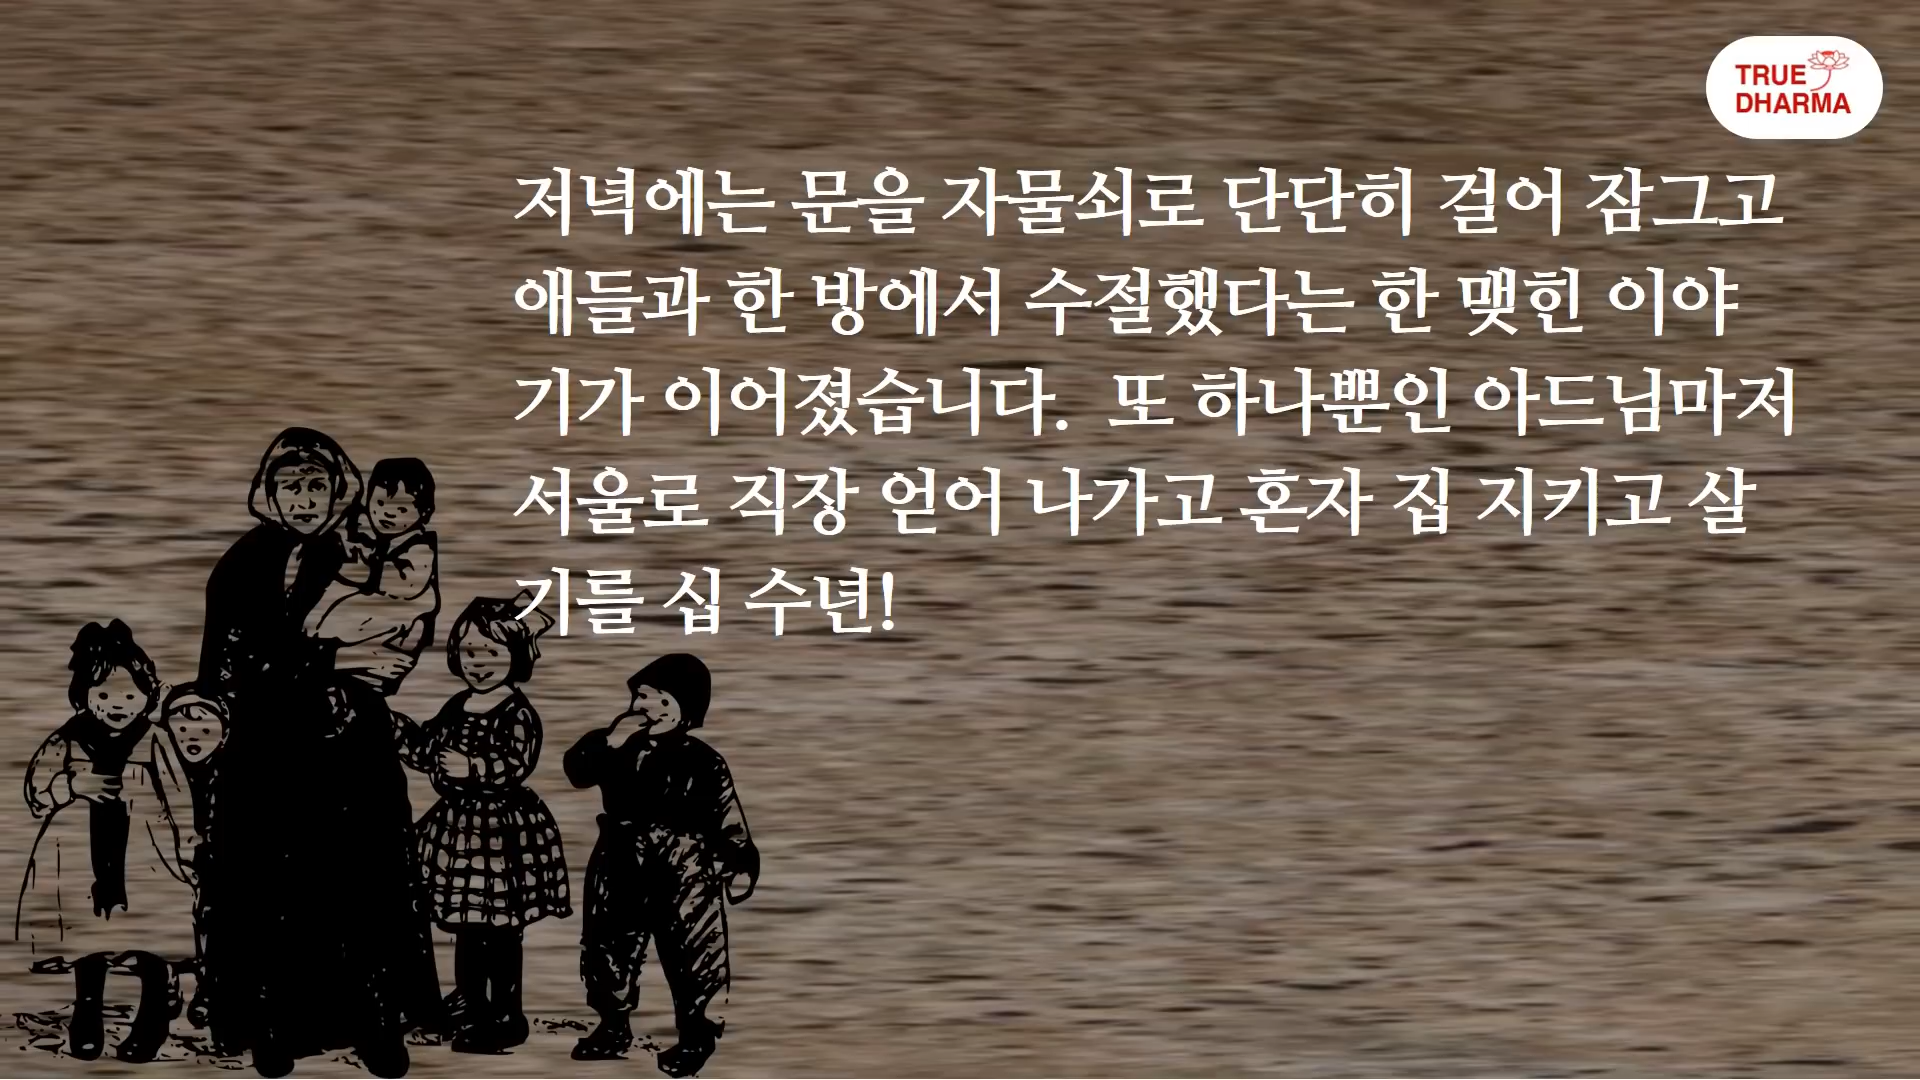 TRUE
DHARMA
저녁에는 문을 자물쇠로 단단히 걸어 잠그고
애들과 한 방에서 수절했다는 한 맺힌 이야
기가 이어졌습니다. 또 하나뿐인 아드님마저
서울로 직장 얻어 나가고 혼자 집 지키고 살
기를 십 수년!